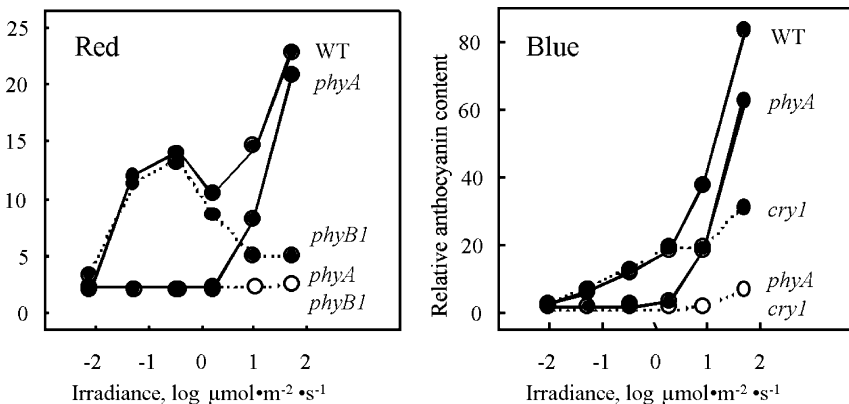 Red
25
20
15
10
5
0
WT
phyA
phyB1
phyA
phyB1
-2 -1 0 1 2
Irradiance, log μmol•m-2 •s-1
Relative anthocyanin content
Blue
80
60
40
20
0
WT
phyA
cry1
phyA
cry1
-2 -1 0 1 2
Irradiance, log μmol•m-2 •s-1